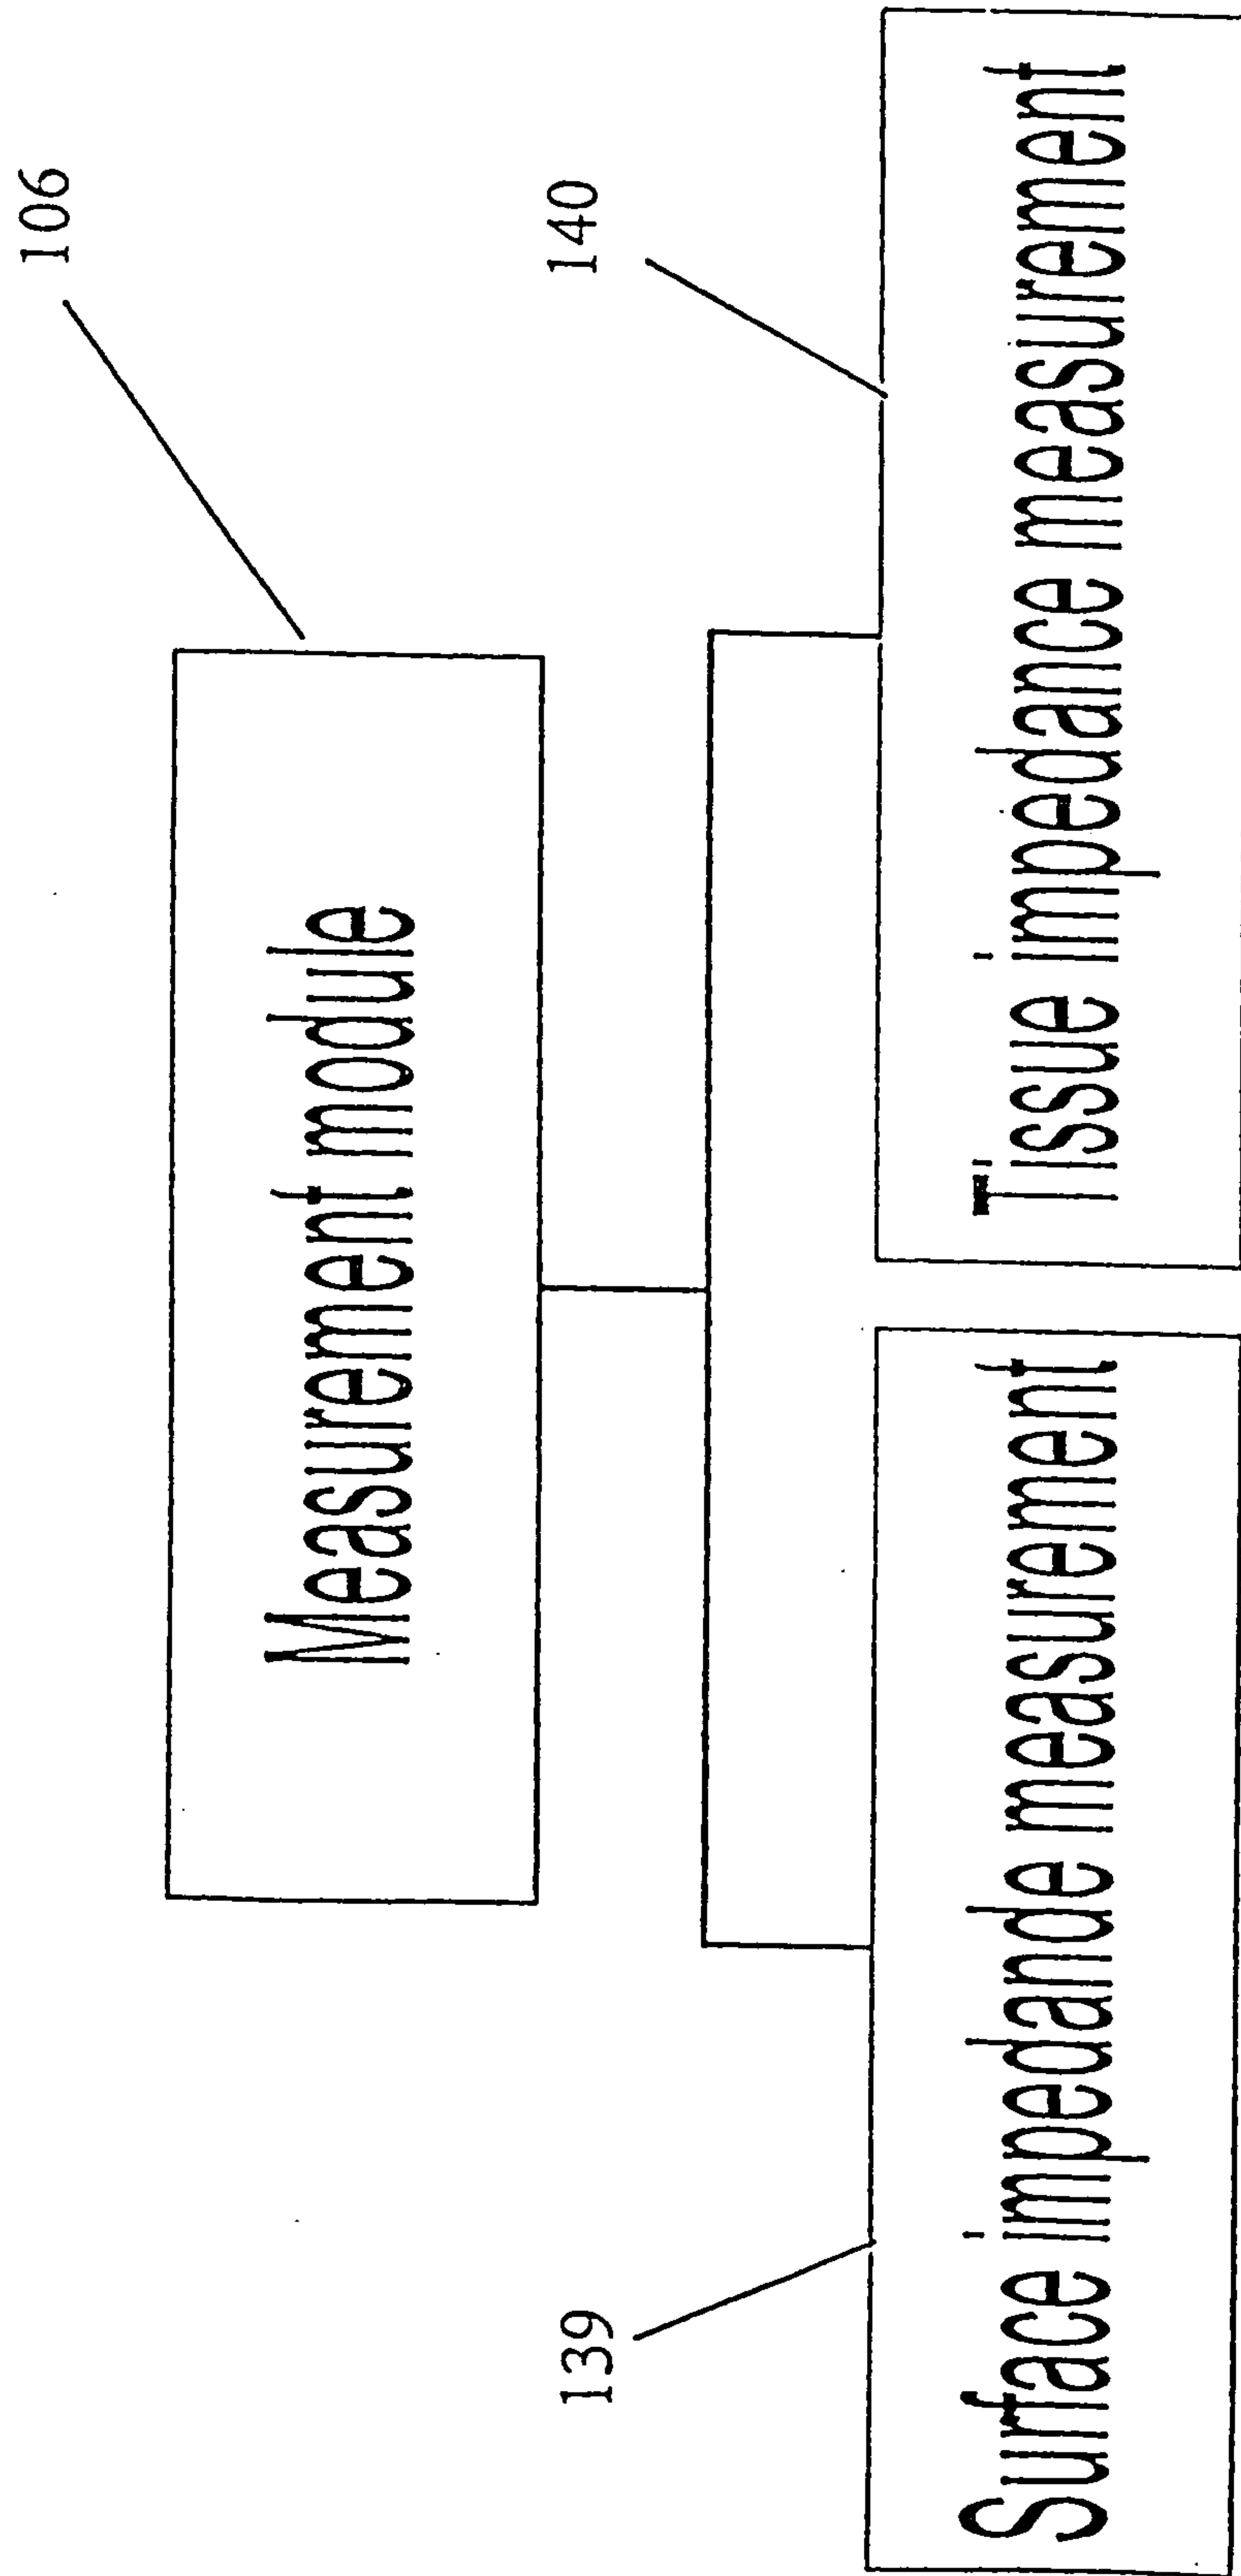 106
Measurement module
139
140
Surface impedande measurement
Tissue impedance measurement